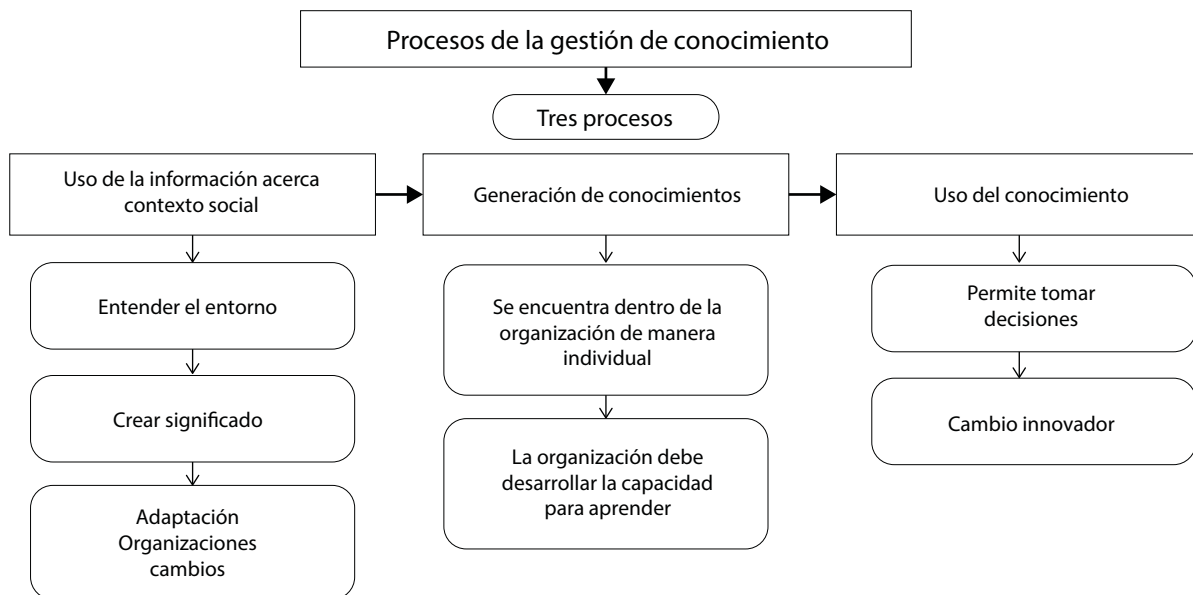 Procesos de la gestión de conocimiento
Tres procesos
Uso de la información acerca
contexto social
Generación de conocimientos
Uso del conocimiento
Entender el entorno
Crear significado
Adaptación
Organizaciones
cambios
Se encuentra dentro de la
organización de manera
individual
La organización debe
desarrollar la capacidad
para aprender
Permite tomar
decisiones
Cambio innovador